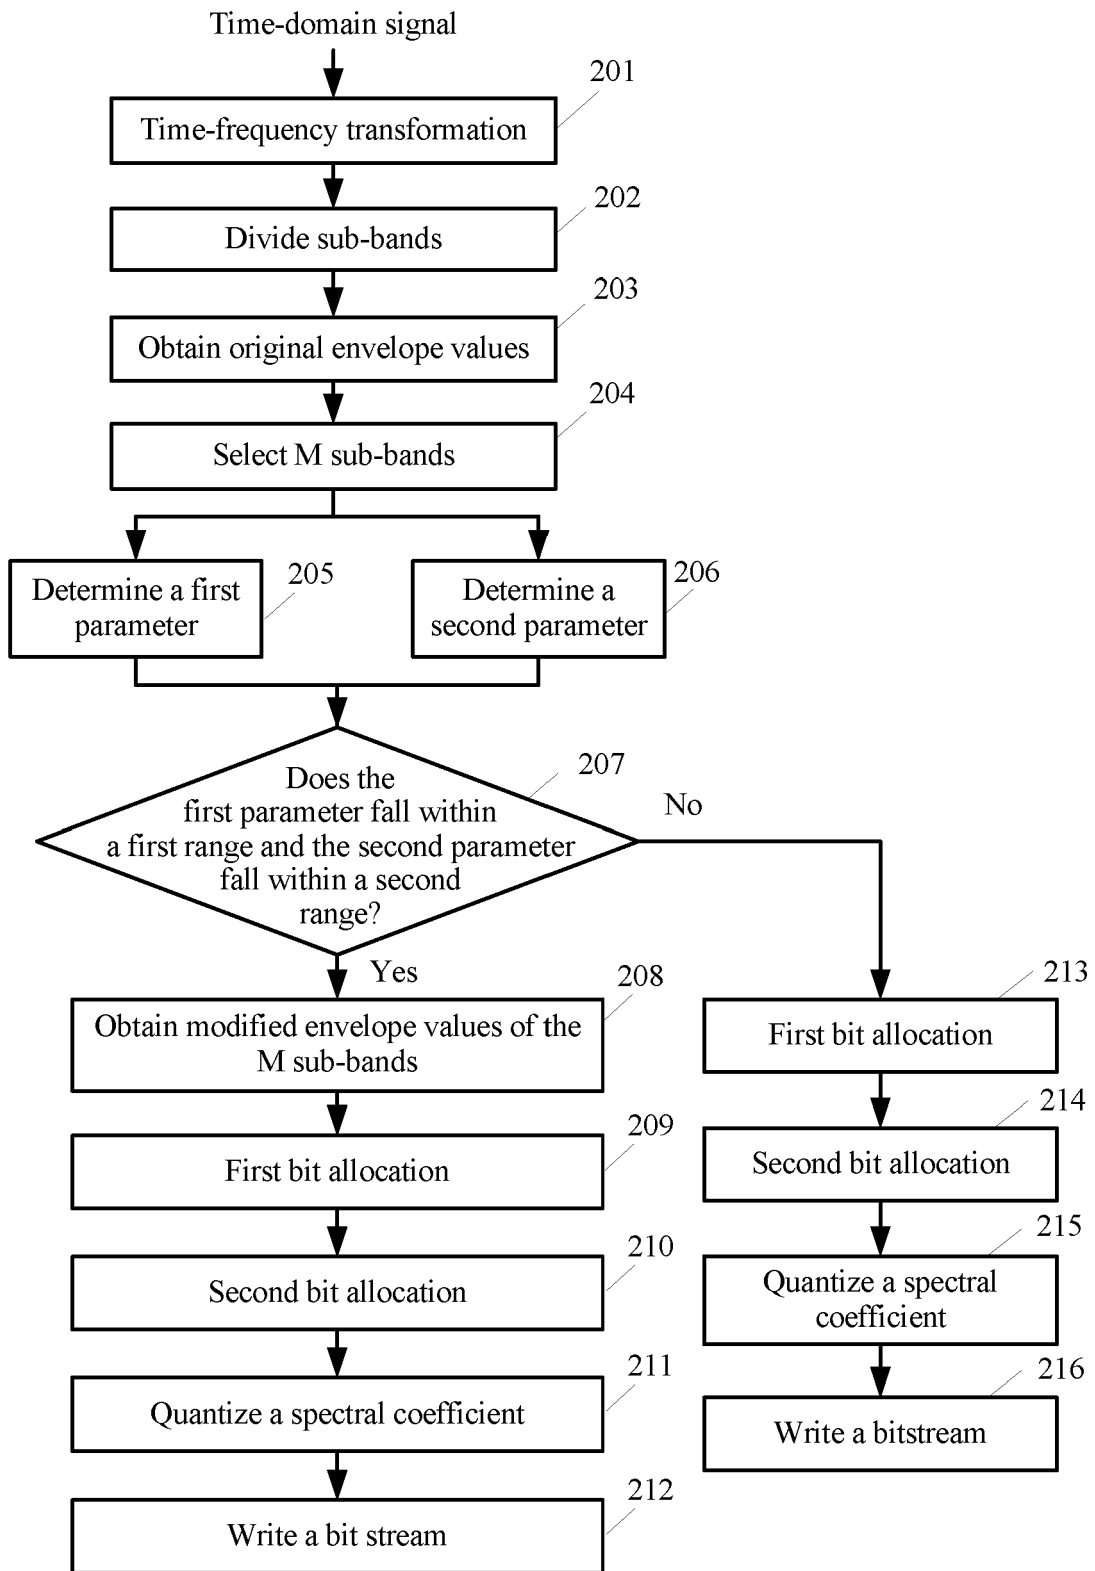 Time-domain signal
201
Time-frequency transformation
202
Divide sub-bands
203
Obtain original envelope values
204
Select M sub-bands
205
Determine a first
parameter
206
Determine a
second parameter
207
Does the
first parameter fall within
a first range and the second parameter
fall within a second
range?
No
Yes
208
Obtain modified envelope values of the
M sub-bands
209
First bit allocation
210
Second bit allocation
211
Quantize a spectral coefficient
212
Write a bit stream
213
First bit allocation
214
Second bit allocation
215
Quantize a spectral
coefficient
216
Write a bitstream